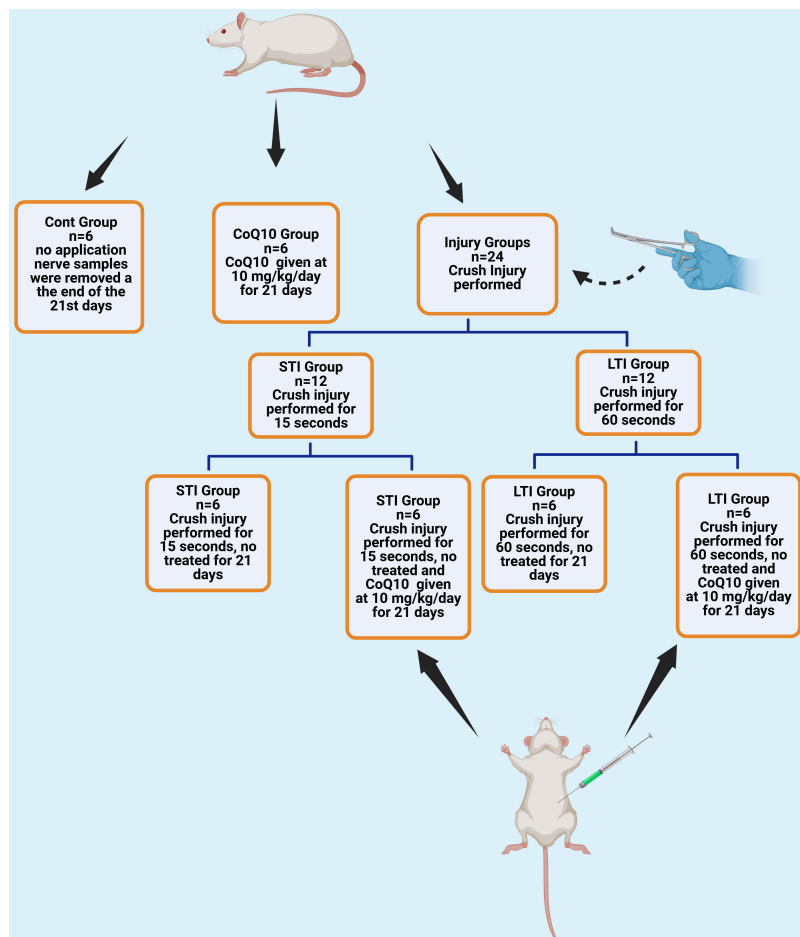 Cont Group
n=6
no application
nerve samples
were removed a
the end of the
21st days
CoQ10 Group
n=6
CoQ10 given at
10 mg/kg/day
for 21 days
Injury Groups
n=24
Crush Injury
performed
STI Group
n=12
Crush injury
performed for
15 seconds
LTI Group
n=12
Crush injury
performed for
60 seconds
STI Group
n=6
Crush injury
performed for
15 seconds, no
treated for 21
days
STI Group
n=6
Crush injury
performed for
15 seconds, no
treated and
CoQ10 given
at 10 mg/kg/day
for 21 days
LTI Group
n=6
Crush injury
performed for
60 seconds, no
treated for 21
days
LTI Group
n=6
Crush injury
performed for
60 seconds, no
treated and
CoQ10 given
at 10 mg/kg/day
for 21 days